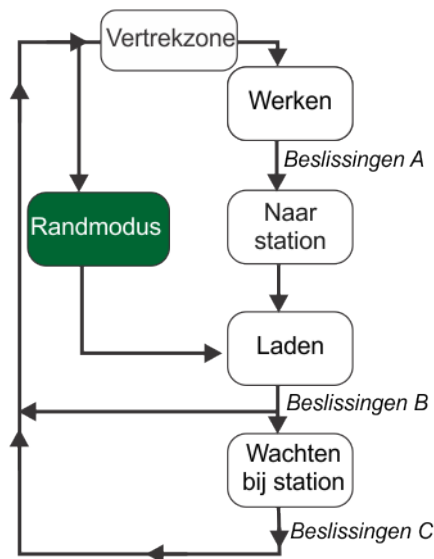 Vertrekzone
Werken
Beslissingen A
Randmodus
Naar
station
Laden
Beslissingen B
Wachten
bij station
Beslissingen C